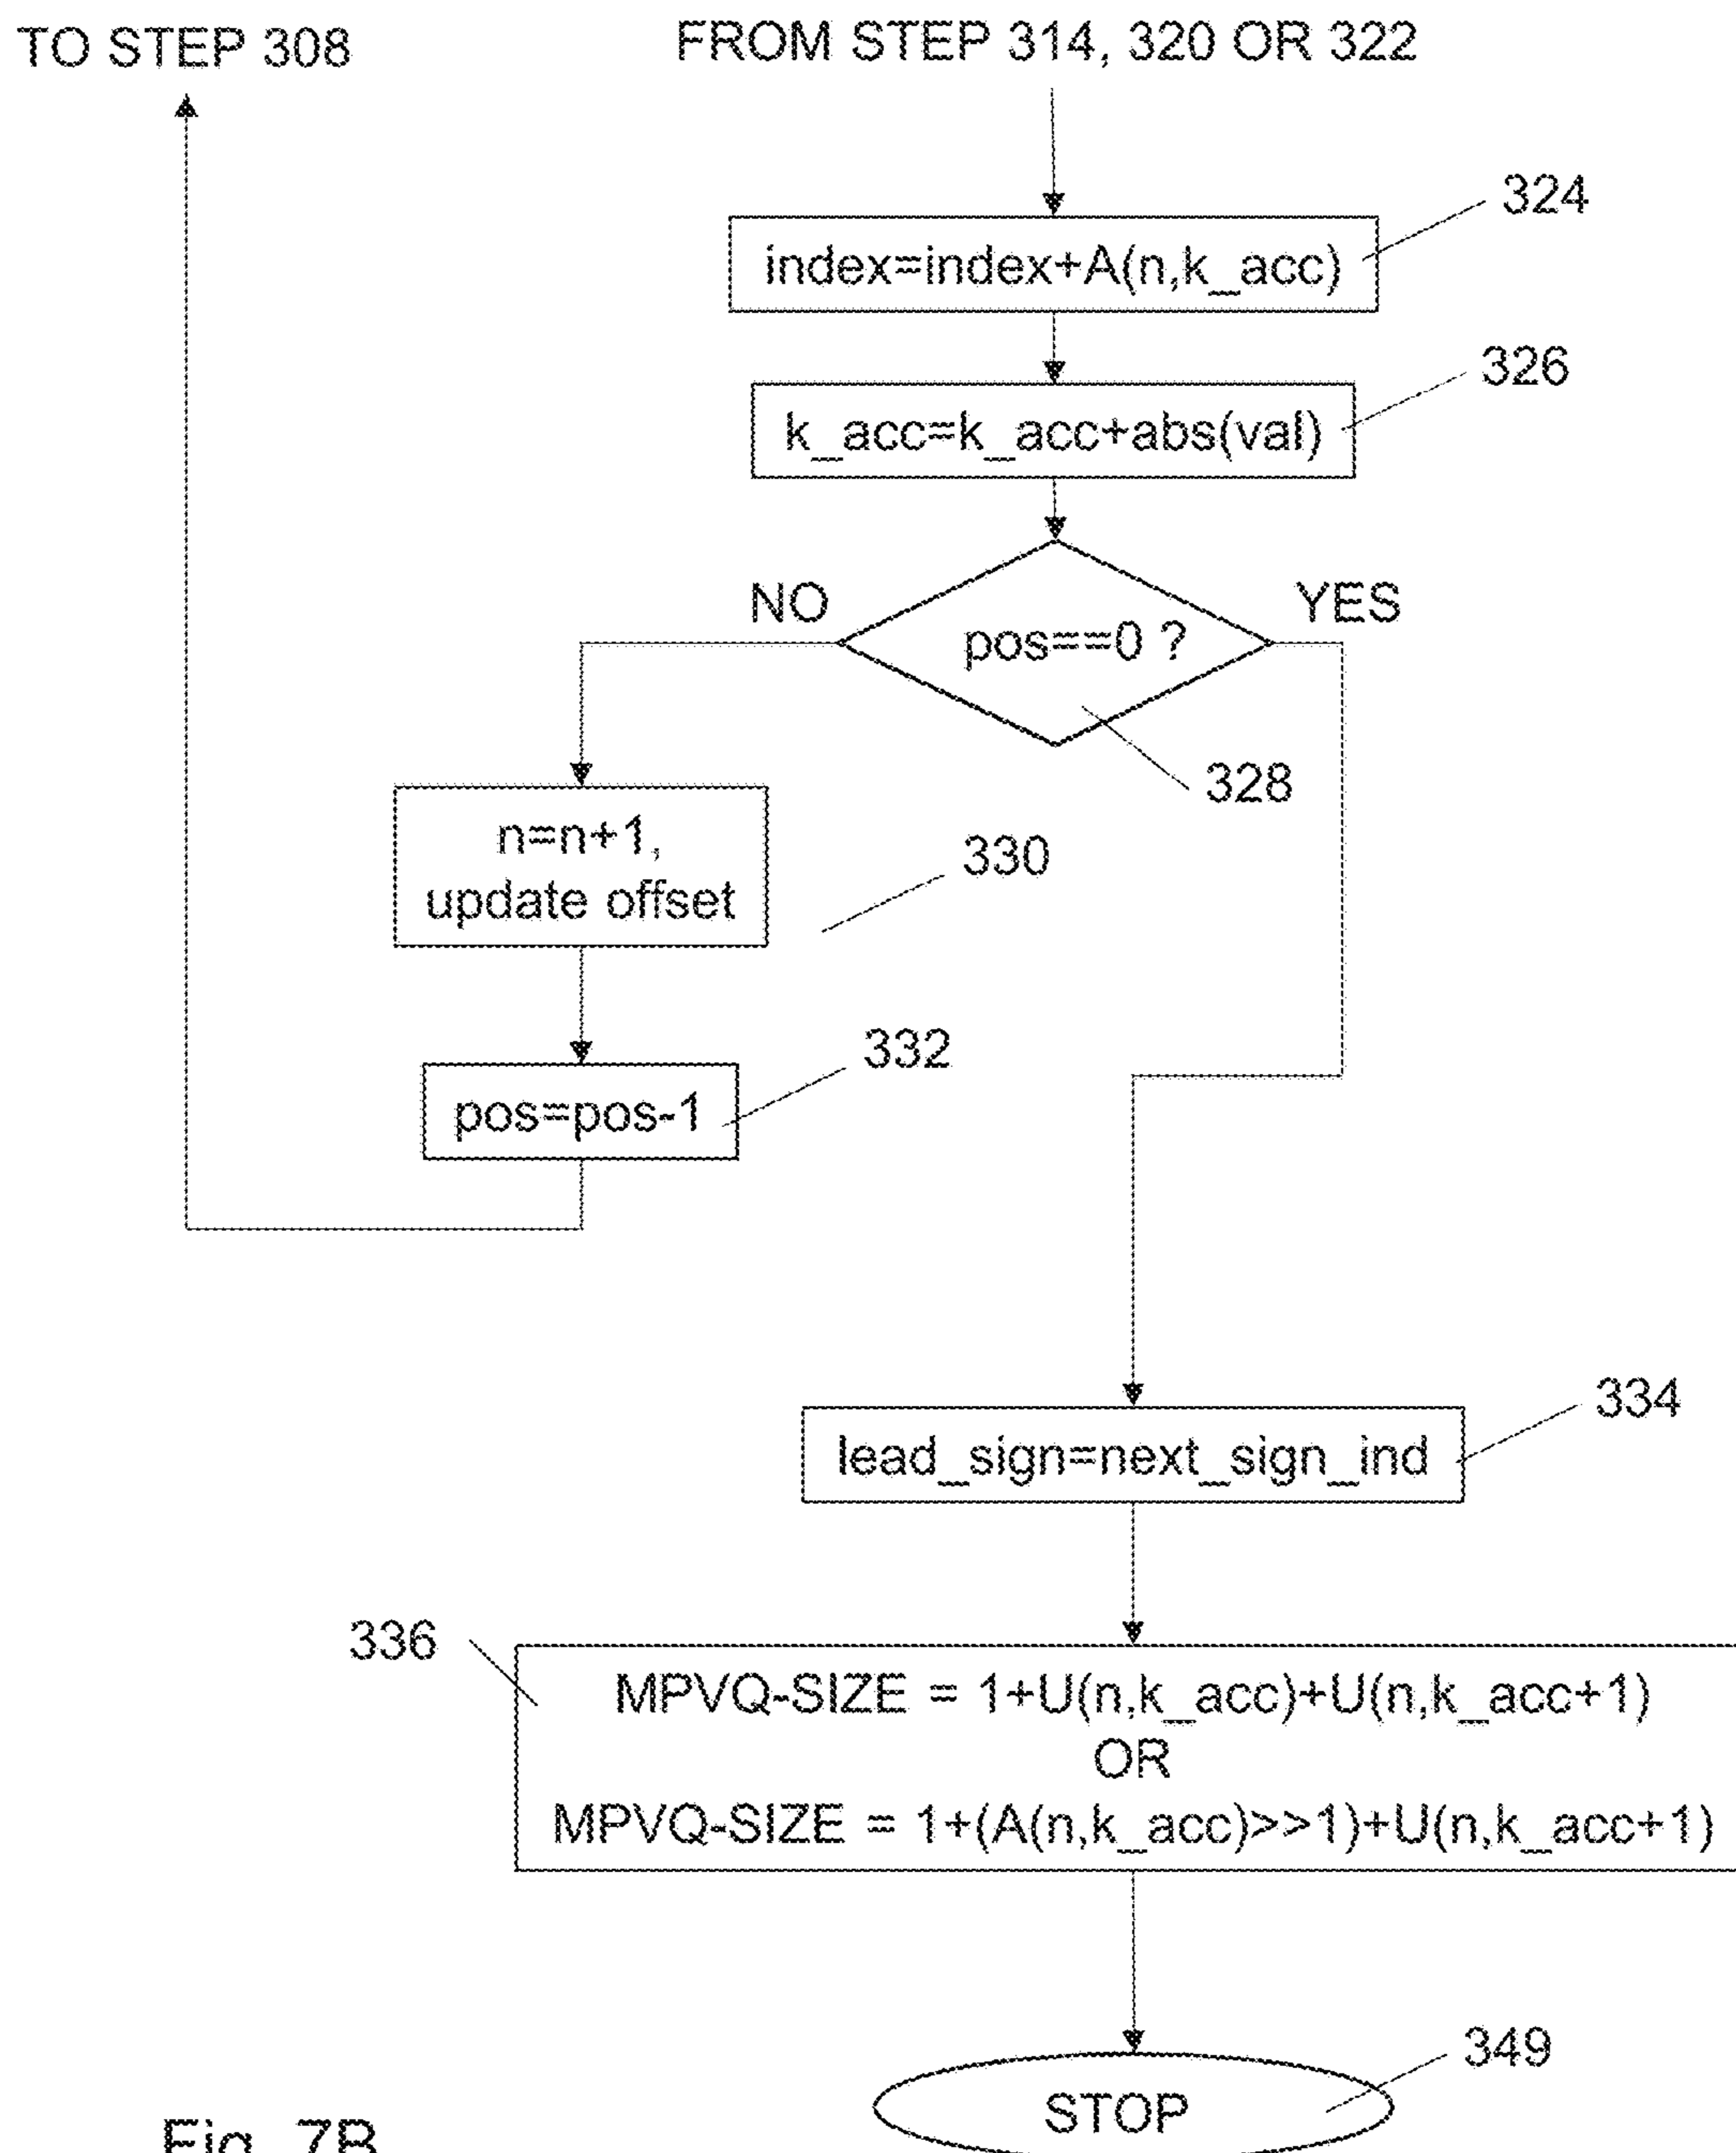 TO STEP 308
FROM STEP 314, 320 OR 322
324
index=index+A(n,k_acc)
326
k_acc=k_acc+abs(val)
NO
YES
pos==0 ?
328
n=n+1,
update offset
330
332
pos=pos-1
334
lead_sign=next_sign_ind
336
MPVQ-SIZE = 1+U(n,k_acc)+U(n,k_acc+1)
OR
MPVQ-SIZE = 1+(A(n,k_acc)>>1)+U(n,k_acc+1)
349
STOP
Fig. 7B